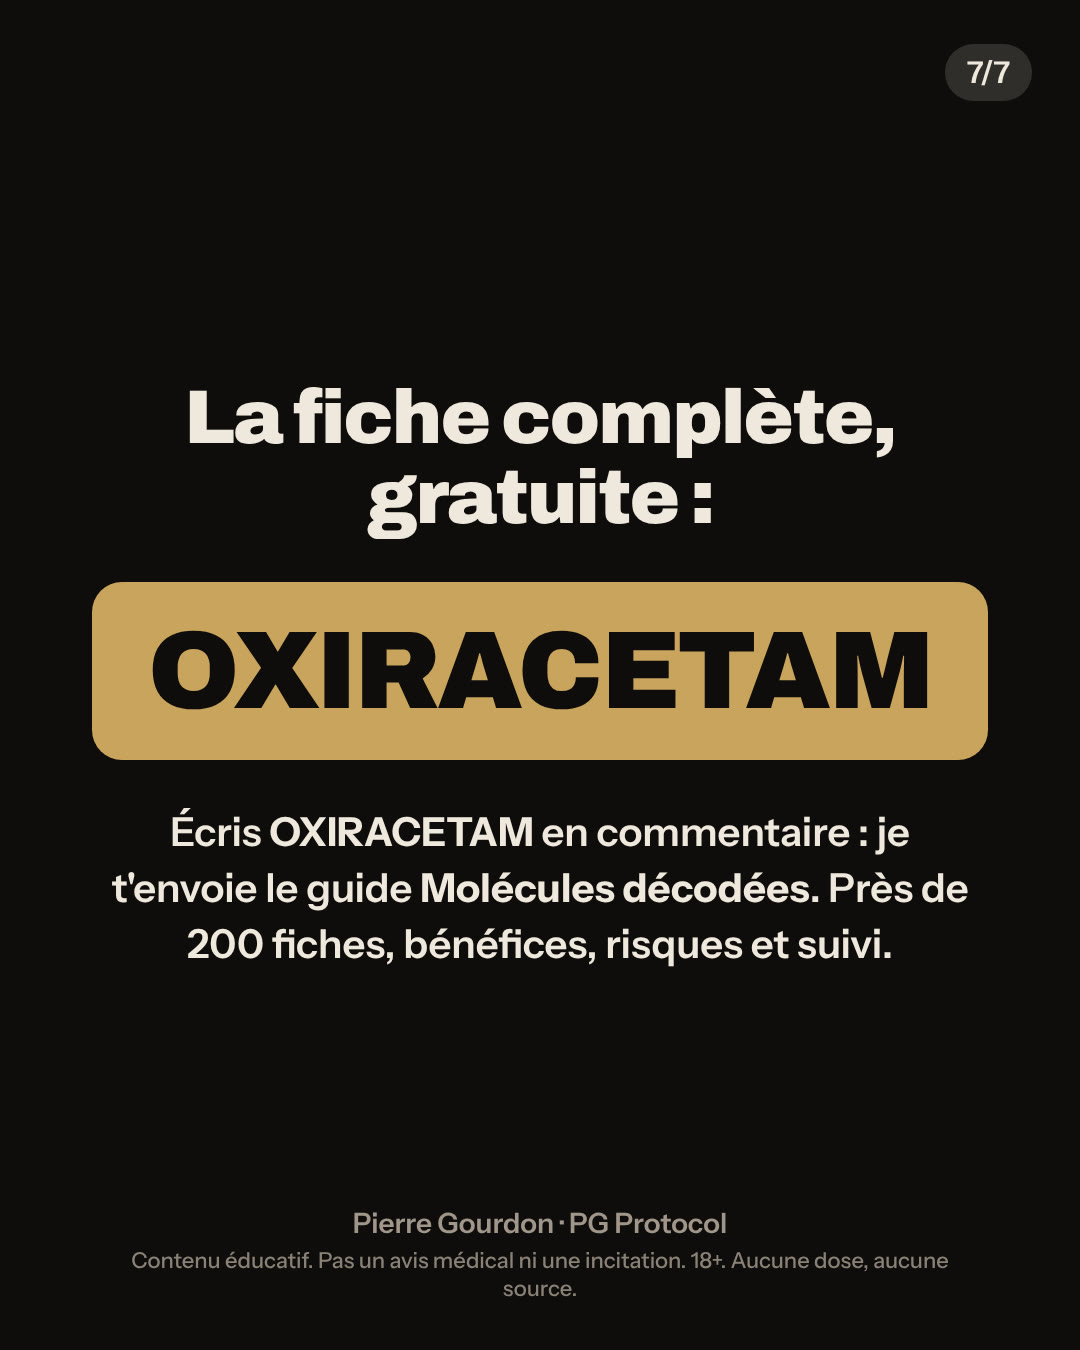 7/7
La fiche complète,
gratuite :
OXIRACETAM
Écris OXIRACETAM en commentaire : je
t'envoie le guide Molécules décodées. Près de
200 fiches, bénéfices, risques et suivi.
Pierre Gourdon · PG Protocol
Contenu éducatif. Pas un avis médical ni une incitation. 18+. Aucune dose, aucune
source.